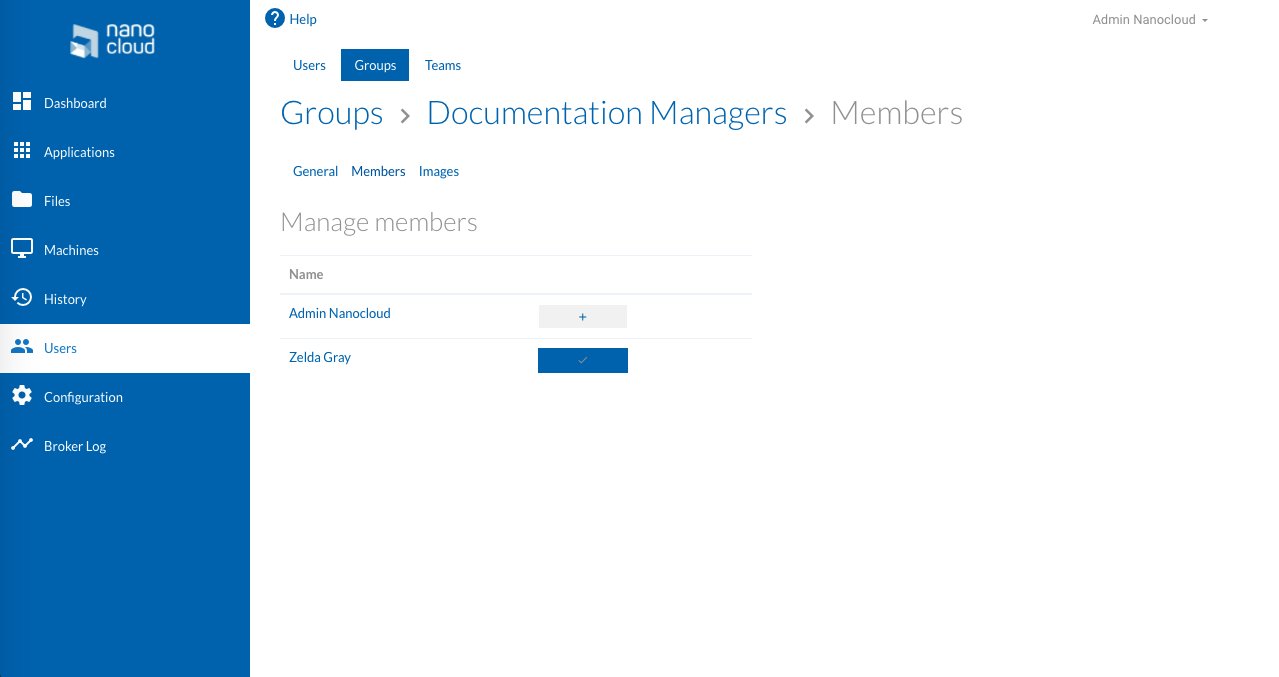 nano
cloud
Dashboard
Applications
Files
Machines
History
Users
Configuration
Broker Log
Help
Admin Nanocloud
Users Groups Teams
Groups > Documentation Managers > Members
General Members Images
Manage members
Name
Admin Nanocloud +
Zelda Gray